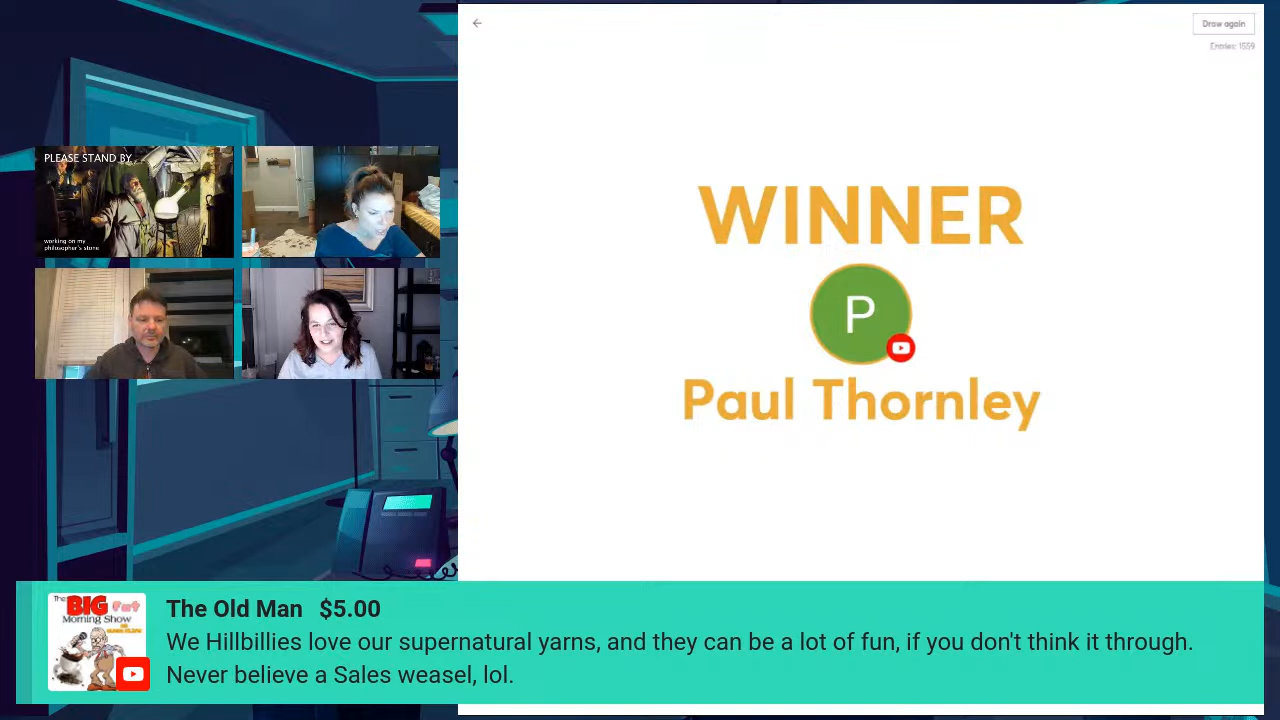 Draw again
Entries: 1559
PLEASE STAND BY
working on my
philosopher's stone
WINNER
P
Paul Thornley
The BIG Fat
Morning Show
The Old Man $5.00
We Hillbillies love our supernatural yarns, and they can be a lot of fun, if you don't think it through.
Never believe a Sales weasel, lol.